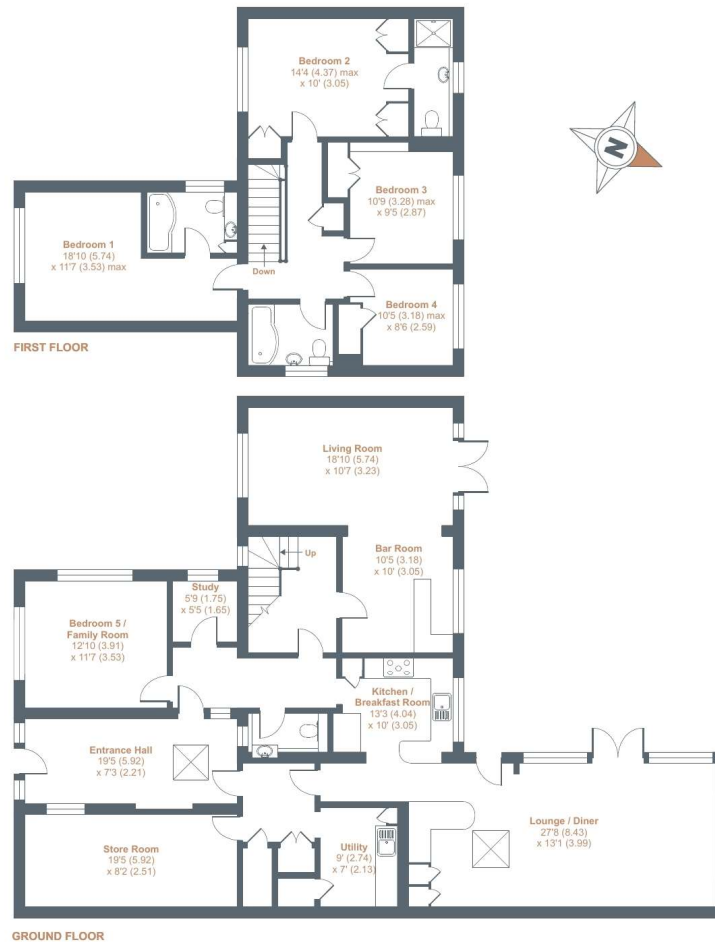 Bedroom 2
14'4 (4.37) max
x 10' (3.05)
N
Bedroom 3
10'9 (3.28) max
x 9'5 (2.87)
Bedroom 1
18'10 (5.74)
x 11'7 (3.53) max
Down
Bedroom 4
10'5 (3.18) max
x 8'6 (2.59)
FIRST FLOOR
Living Room
18'10 (5.74)
x 10'7 (3.23)
Up
Bar Room
10'5 (3.18)
x 10' (3.05)
Study
5'9 (1.75)
x 5'5 (1.65)
Bedroom 5 /
Family Room
12'10 (3.91)
x 11'7 (3.53)
Kitchen /
Breakfast Room
13'3 (4.04)
x 10' (3.05)
Entrance Hall
19'5 (5.92)
x 7'3 (2.21)
Lounge / Diner
27'8 (8.43)
x 13'1 (3.99)
Utility
9' (2.74)
x 7' (2.13)
Store Room
19'5 (5.92)
x 8'2 (2.51)
GROUND FLOOR